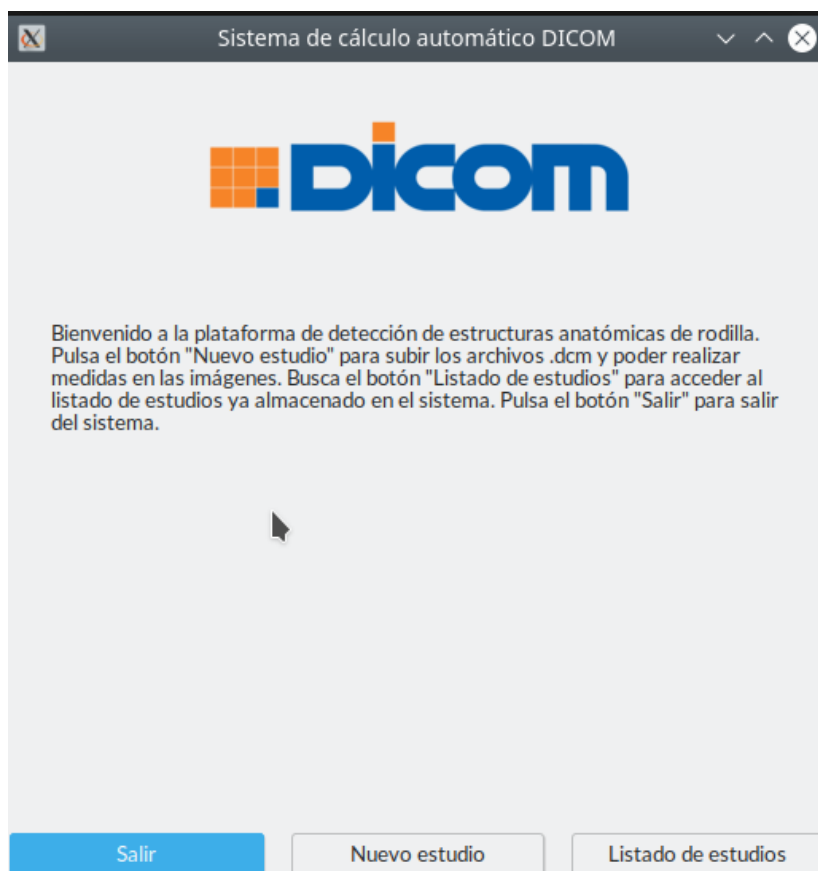 Sistema de cálculo automático DICOM
DICOM
Bienvenido a la plataforma de detección de estructuras anatómicas de rodilla.
Pulsa el botón "Nuevo estudio" para subir los archivos .dcm y poder realizar
medidas en las imágenes. Busca el botón "Listado de estudios" para acceder al
listado de estudios ya almacenado en el sistema. Pulsa el botón "Salir" para salir
del sistema.
Salir
Nuevo estudio
Listado de estudios